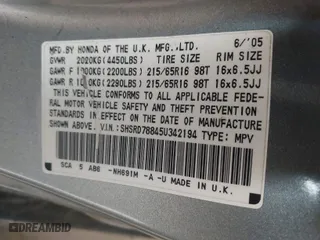 MFG.BY HONDA OF THE U.K. MFG.,LTD. 6/'05
GVWR 2020KG(4450LBS) TIRE SIZE RIM SIZE
GAWR F 1000KG(2200LBS) 215/65R16 98T 16x6.5JJ
GAWR R 1040KG(2290LBS) 215/65R16 98T 16x6.5JJ
THIS VEHICLE CONFORMS TO ALL APPLICABLE FEDE-
RAL MOTOR VEHICLE SAFETY AND THEFT PREVENTION
STANDARDS IN EFFECT ON THE DATE OF MANUFACTURE
SHOWN ABOVE. V.I.N:SHSRD78845U342194 TYPE: MPV
SCA 5 AB6 -NH691M -A -U MADE IN U.K.